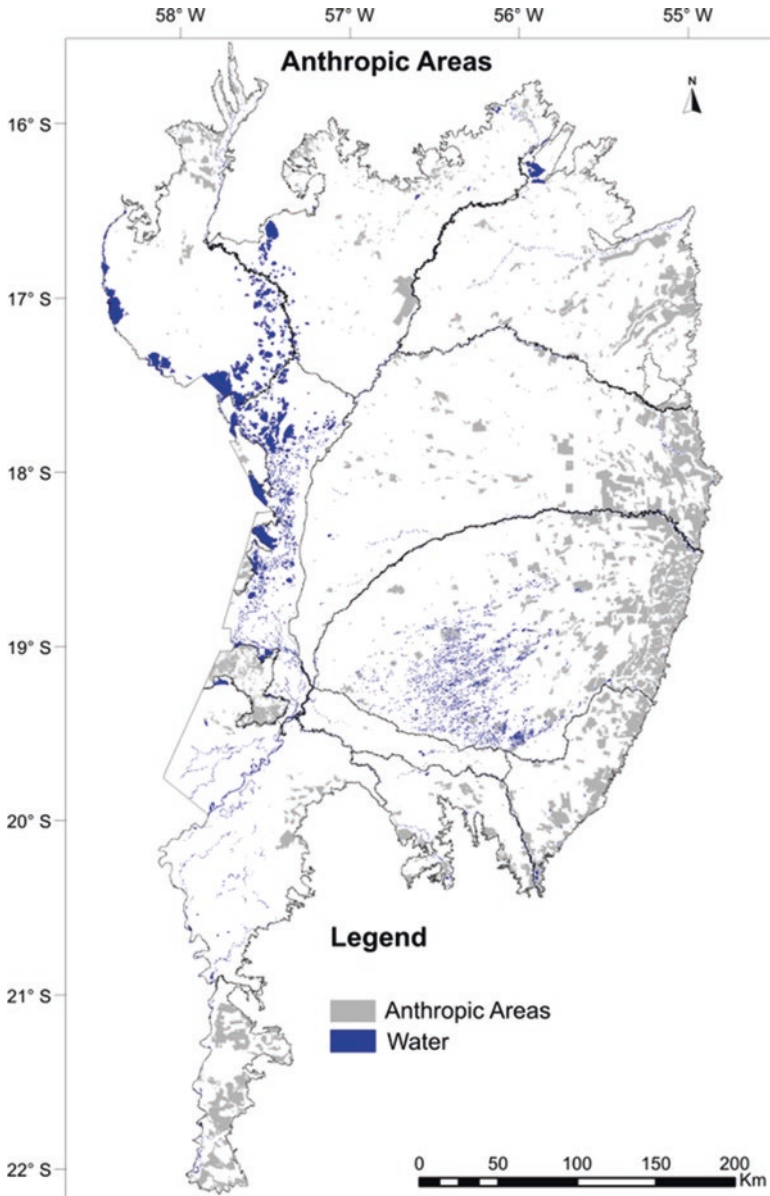 58° W 57° W 56° W 55° W
Anthropic Areas
N
16° S
17° S
18° S
19° S
20° S
Legend
21° S
Anthropic Areas
Water
22° S
0 50 100 150 200
Km